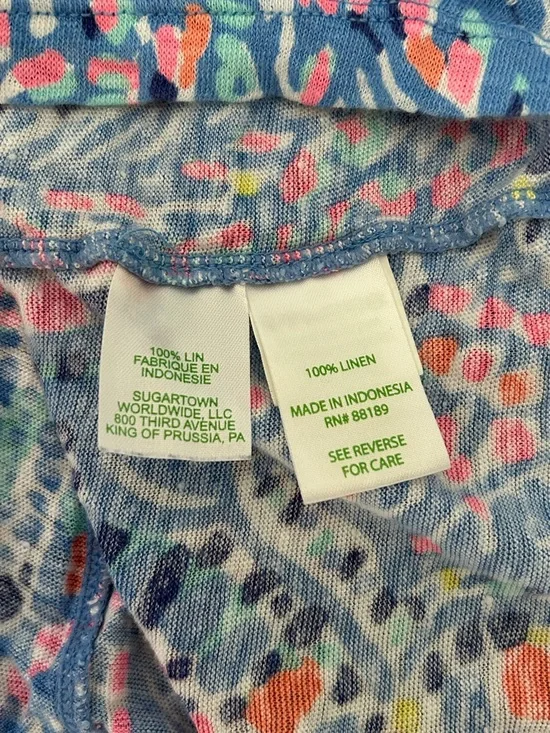 100% LIN
FABRIQUE EN
INDONESIE
SUGARTOWN
WORLDWIDE, LLC
800 THIRD AVENUE
KING OF PRUSSIA, PA
100% LINEN
MADE IN INDONESIA
RN# 88189
SEE REVERSE
FOR CARE